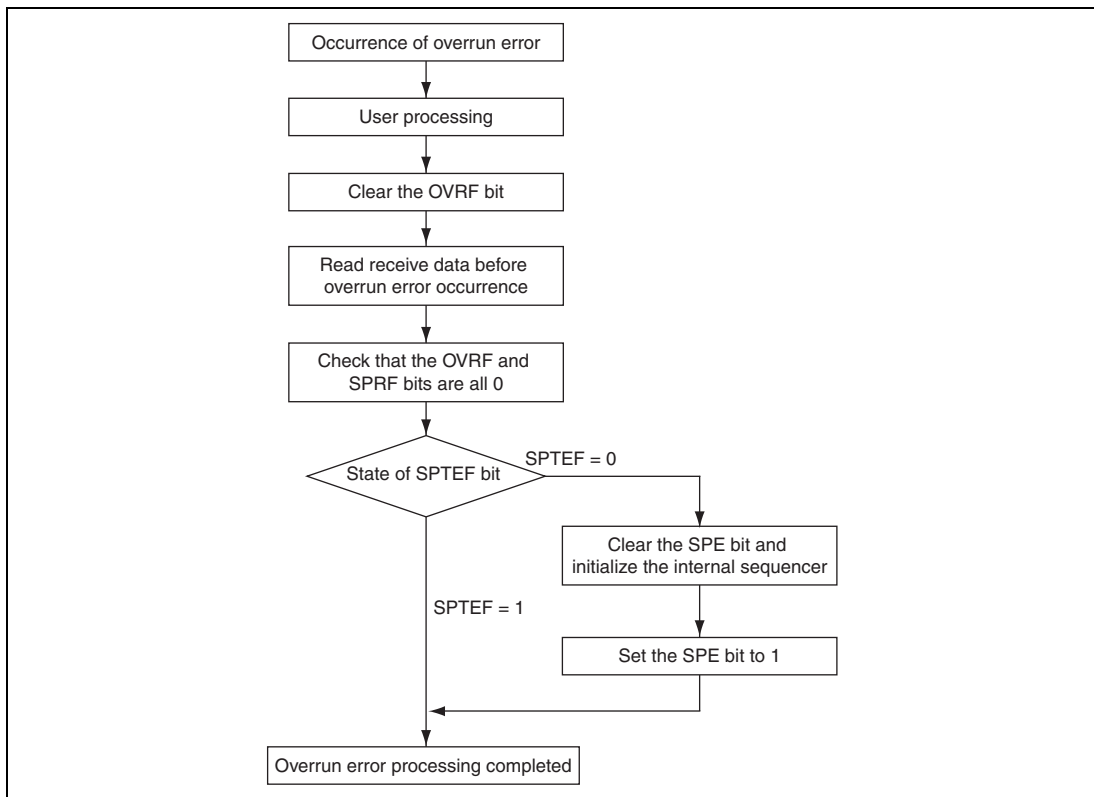 Occurrence of overrun error
User processing
Clear the OVRF bit
Read receive data before
overrun error occurrence
Check that the OVRF and
SPRF bits are all 0
State of SPTEF bit
SPTEF = 0
Clear the SPE bit and
initialize the internal sequencer
SPTEF = 1
Set the SPE bit to 1
Overrun error processing completed